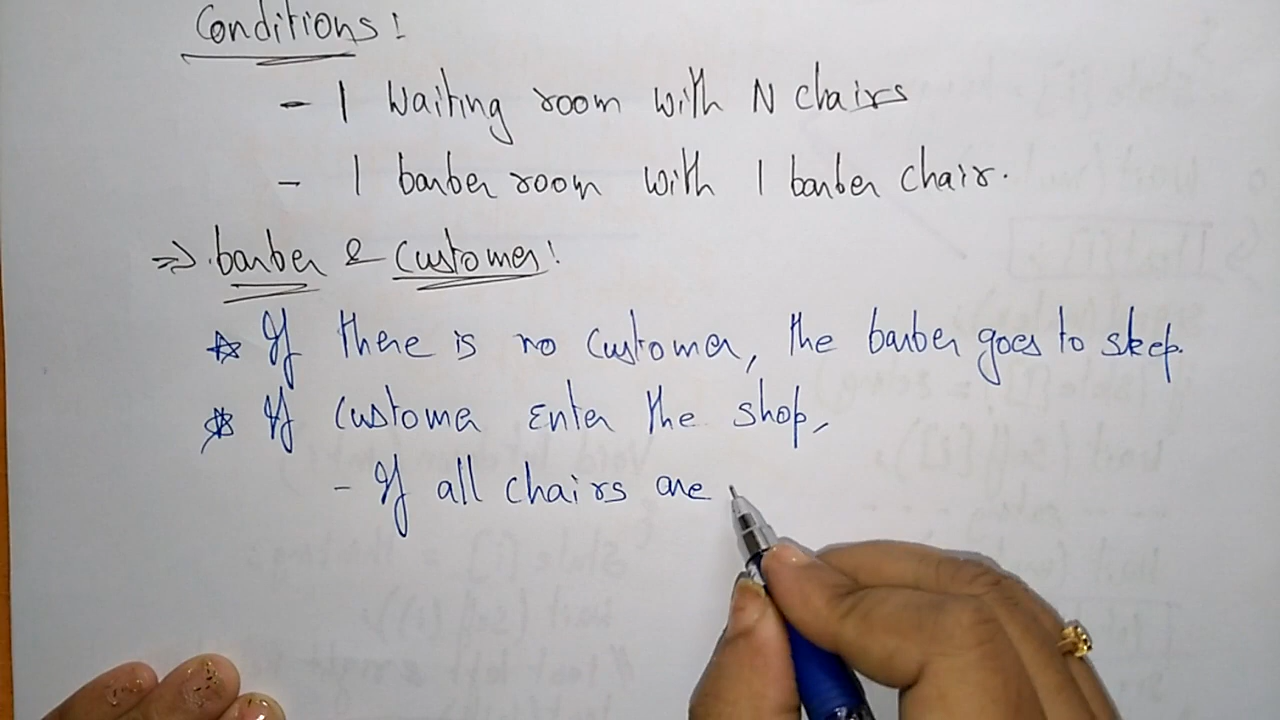 Conditions:
- 1 Waiting room with N chairs
- 1 barber room with 1 barber chair.
=> barber & Customer:
* If there is no customer, the barber goes to sleep.
* If customer Enter the shop,
- If all chairs are